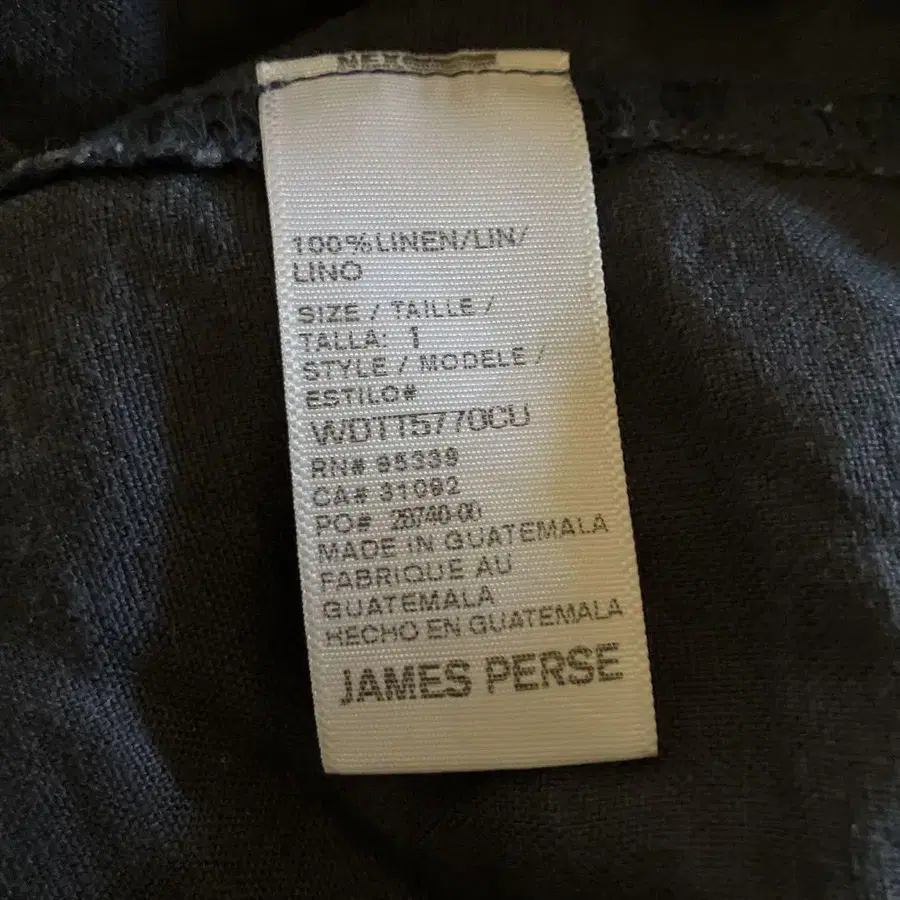 100% LINEN/LIN/
LINO
SIZE / TAILLE /
TALLA: 1
STYLE / MODELE /
ESTILO#
WDTT5770CU
RN# 95339
CA# 31092
PO# 28740-00
MADE IN GUATEMALA
FABRIQUE AU
GUATEMALA
HECHO EN GUATEMALA
JAMES PERSE